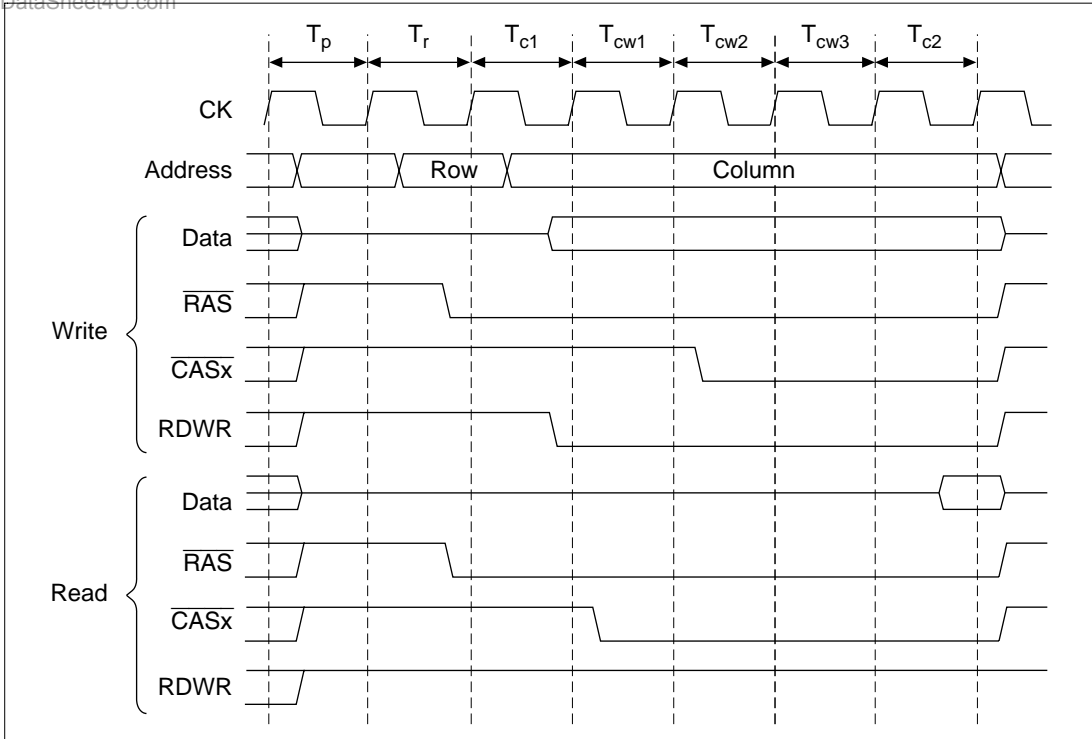 DataSheet4U.com
Tp Tr Tc1 Tcw1 Tcw2 Tcw3 Tc2
CK
Address Row Column
Data
RAS
Write
CASx
RDWR
Data
RAS
Read
CASx
RDWR